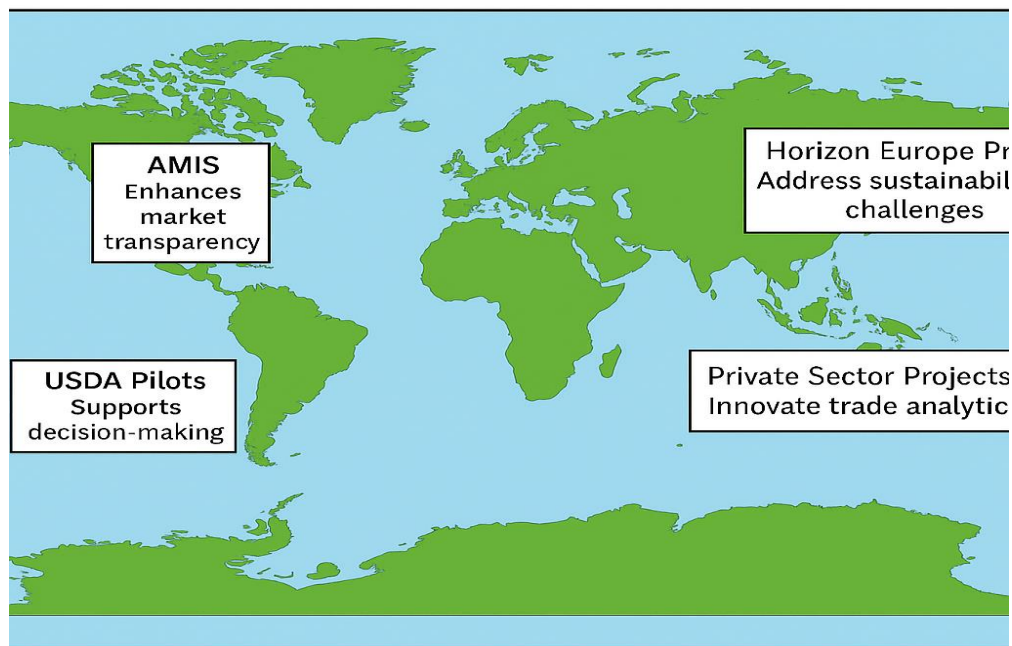 AMIS
Enhances
market
transparency
Horizon Europe Pr
Address sustainabil
challenges
USDA Pilots
Supports
decision-making
Private Sector Projects
Innovate trade analytic